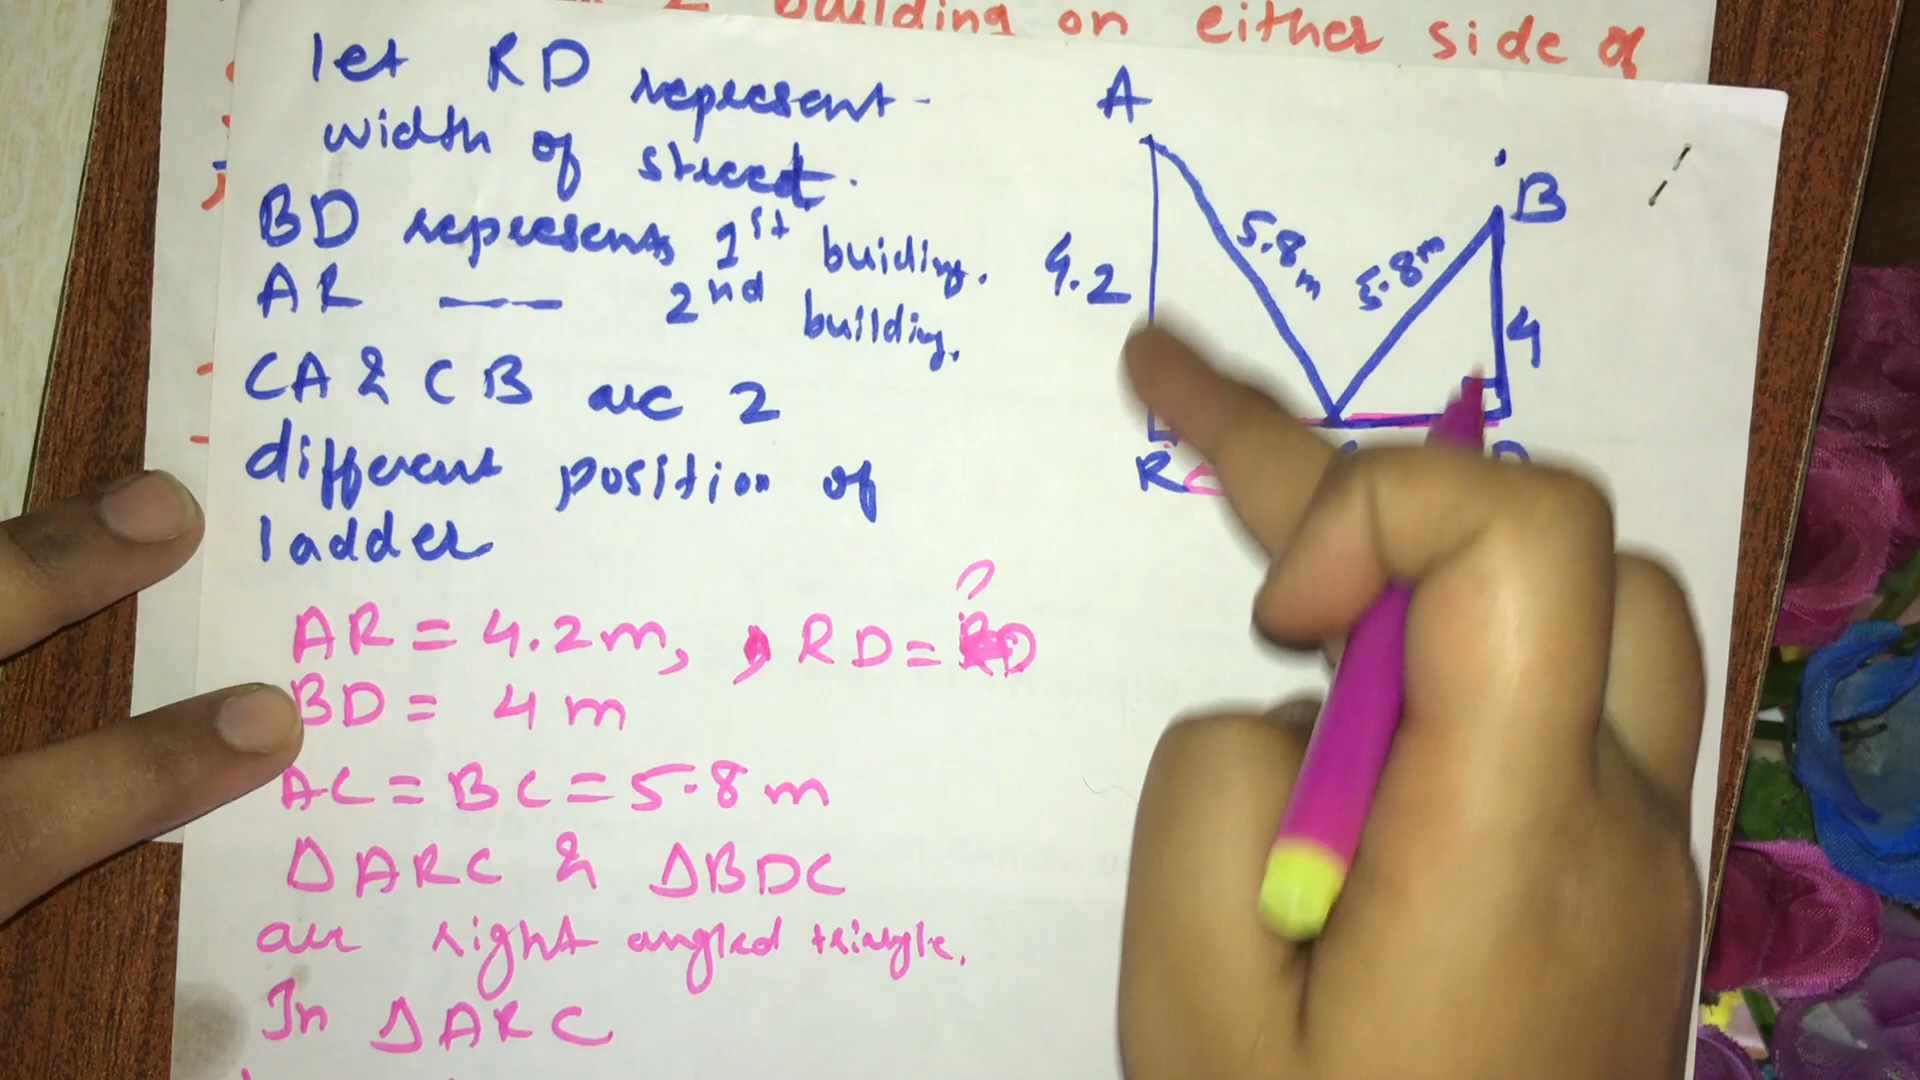 building on either side of
let RD represent
width of street.
BD represents 1st building.
AR —— 2nd building.
CA & CB are 2
different position of
ladder
AR = 4.2m, RD = ?
BD = 4m
AC = BC = 5.8m
ΔARC & ΔBDC
are right angled triangle.
In ΔARC
A
B
4.2
5.8m
5.8m
4
R